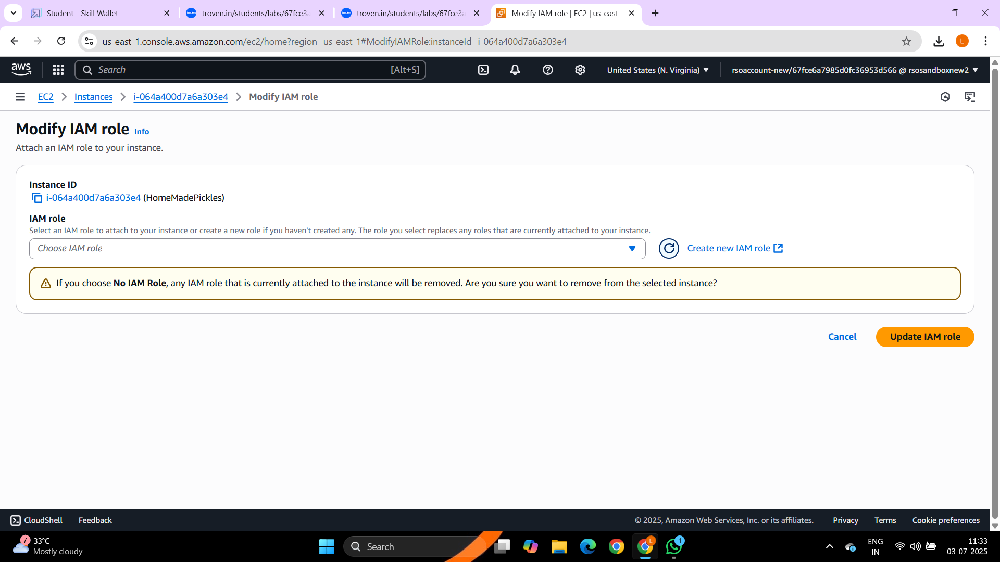 Student - Skill Wallet
troven.in/students/labs/67fce3a
troven.in/students/labs/67fce3a
Modify IAM role | EC2 | us-east-
us-east-1.console.aws.amazon.com/ec2/home?region=us-east-1#ModifyIAMRole:instanceId=i-064a400d7a6a303e4
L
aws
Search
[Alt+S]
United States (N. Virginia)
rsoaccount-new/67fce6a7985d0fc36953d566 @ rsosandboxnew2
EC2
Instances
i-064a400d7a6a303e4
Modify IAM role
Modify IAM role Info
Attach an IAM role to your instance.
Instance ID
i-064a400d7a6a303e4 (HomeMadePickles)
IAM role
Select an IAM role to attach to your instance or create a new role if you haven't created any. The role you select replaces any roles that are currently attached to your instance.
Choose IAM role
Create new IAM role
If you choose No IAM Role, any IAM role that is currently attached to the instance will be removed. Are you sure you want to remove from the selected instance?
Cancel
Update IAM role
CloudShell
Feedback
© 2025, Amazon Web Services, Inc. or its affiliates.
Privacy
Terms
Cookie preferences
7
33°C
Mostly cloudy
Search
L
1
ENG
IN
11:33
03-07-2025